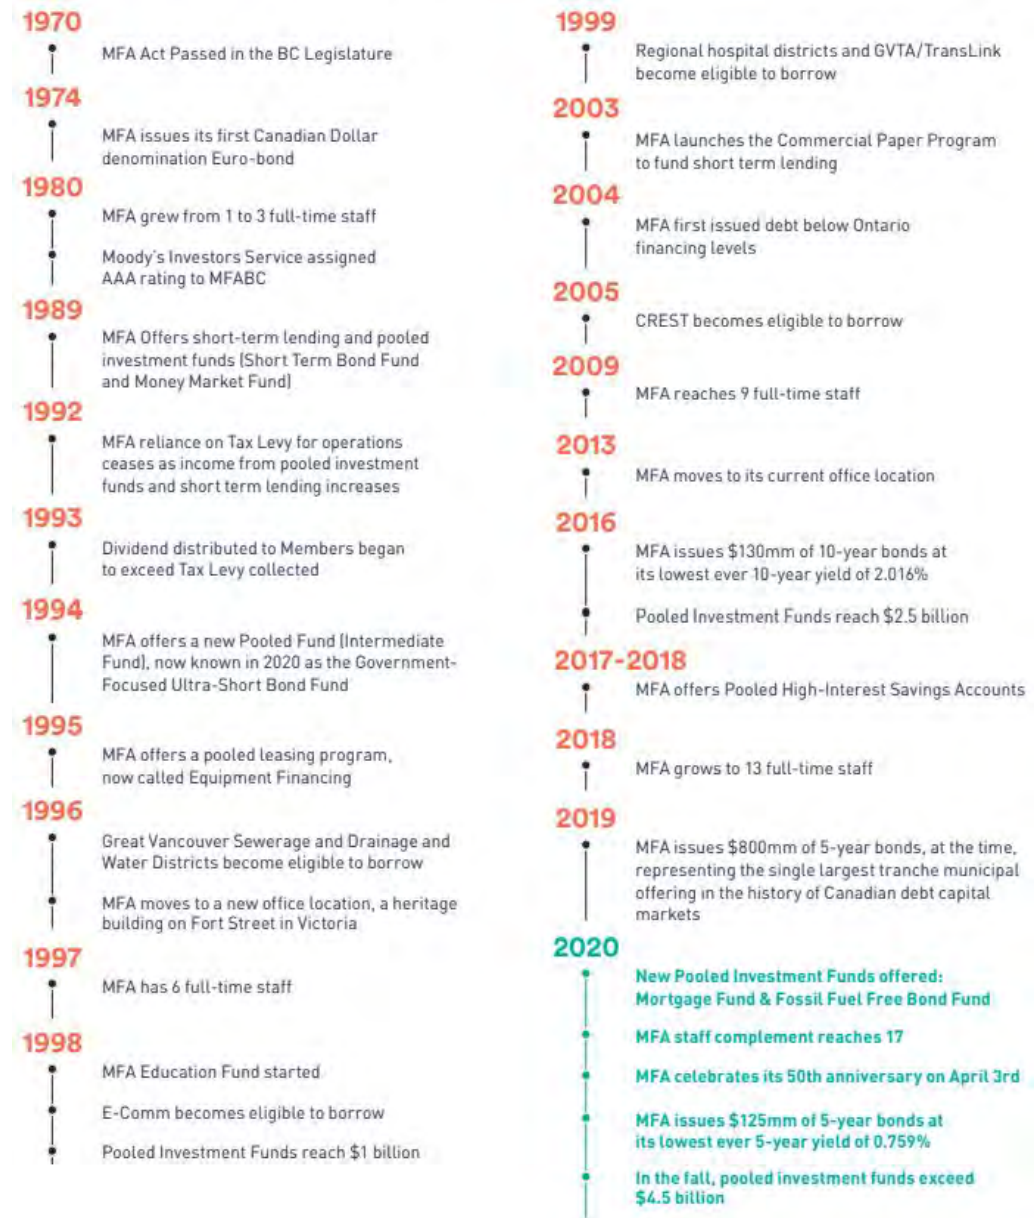 1970
MFA Act Passed in the BC Legislature
1974
MFA issues its first Canadian Dollar
denomination Euro-bond
1980
MFA grew from 1 to 3 full-time staff
Moody's Investors Service assigned
AAA rating to MFABC
1989
MFA Offers short-term lending and pooled
investment funds (Short Term Bond Fund
and Money Market Fund)
1992
MFA reliance on Tax Levy for operations
ceases as income from pooled investment
funds and short term lending increases
1993
Dividend distributed to Members began
to exceed Tax Levy collected
1994
MFA offers a new Pooled Fund (Intermediate
Fund), now known in 2020 as the Government-
Focused Ultra-Short Bond Fund
1995
MFA offers a pooled leasing program,
now called Equipment Financing
1996
Great Vancouver Sewerage and Drainage and
Water Districts become eligible to borrow
MFA moves to a new office location, a heritage
building on Fort Street in Victoria
1997
MFA has 6 full-time staff
1998
MFA Education Fund started
E-Comm becomes eligible to borrow
Pooled Investment Funds reach $1 billion
1999
Regional hospital districts and GVTA/TransLink
become eligible to borrow
2003
MFA launches the Commercial Paper Program
to fund short term lending
2004
MFA first issued debt below Ontario
financing levels
2005
CREST becomes eligible to borrow
2009
MFA reaches 9 full-time staff
2013
MFA moves to its current office location
2016
MFA issues $130mm of 10-year bonds at
its lowest ever 10-year yield of 2.016%
Pooled Investment Funds reach $2.5 billion
2017-2018
MFA offers Pooled High-Interest Savings Accounts
2018
MFA grows to 13 full-time staff
2019
MFA issues $800mm of 5-year bonds, at the time,
representing the single largest tranche municipal
offering in the history of Canadian debt capital
markets
2020
New Pooled Investment Funds offered:
Mortgage Fund & Fossil Fuel Free Bond Fund
MFA staff complement reaches 17
MFA celebrates its 50th anniversary on April 3rd
MFA issues $125mm of 5-year bonds at
its lowest ever 5-year yield of 0.759%
In the fall, pooled investment funds exceed
$4.5 billion